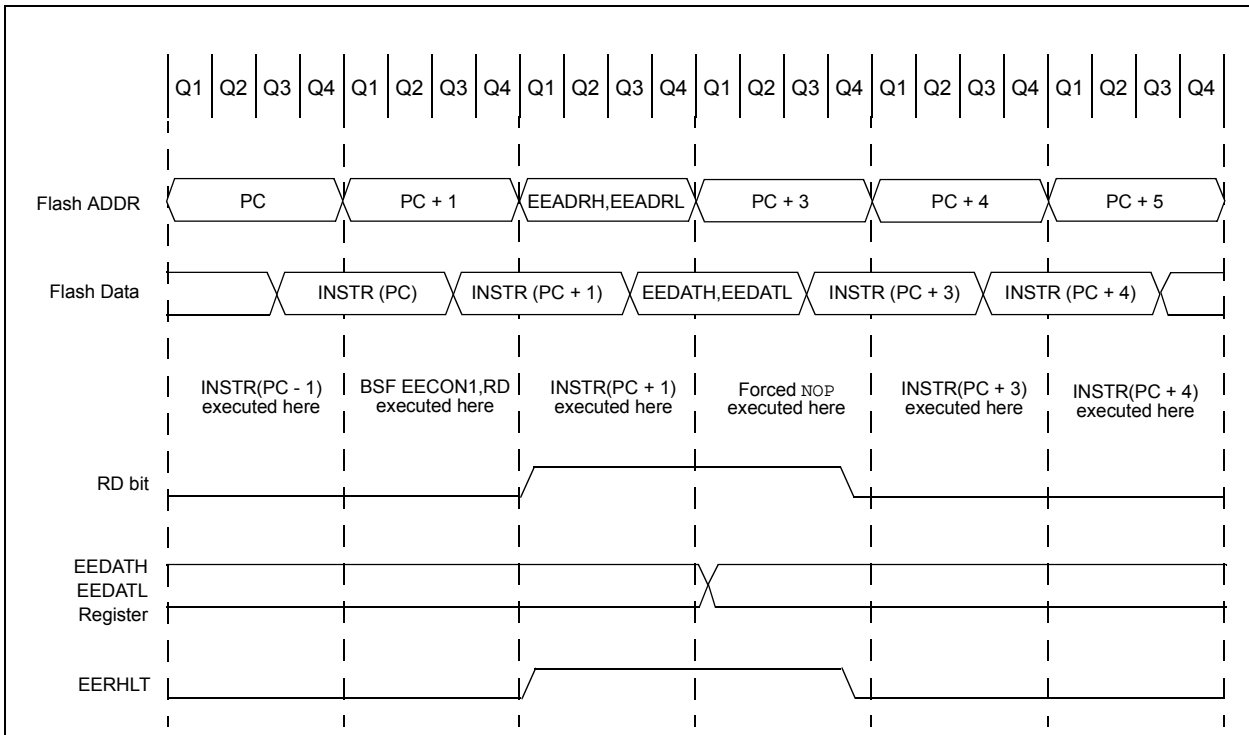 Q1 Q2 Q3 Q4 Q1 Q2 Q3 Q4 Q1 Q2 Q3 Q4 Q1 Q2 Q3 Q4 Q1 Q2 Q3 Q4 Q1 Q2 Q3 Q4
Flash ADDR PC PC + 1 EEADRH,EEADRL PC + 3 PC + 4 PC + 5
Flash Data INSTR (PC) INSTR (PC + 1) EEDATH,EEDATL INSTR (PC + 3) INSTR (PC + 4)
INSTR(PC - 1) BSF EECON1,RD INSTR(PC + 1) Forced NOP INSTR(PC + 3) INSTR(PC + 4)
executed here executed here executed here executed here executed here executed here
RD bit
EEDATH
EEDATL
Register
EERHLT